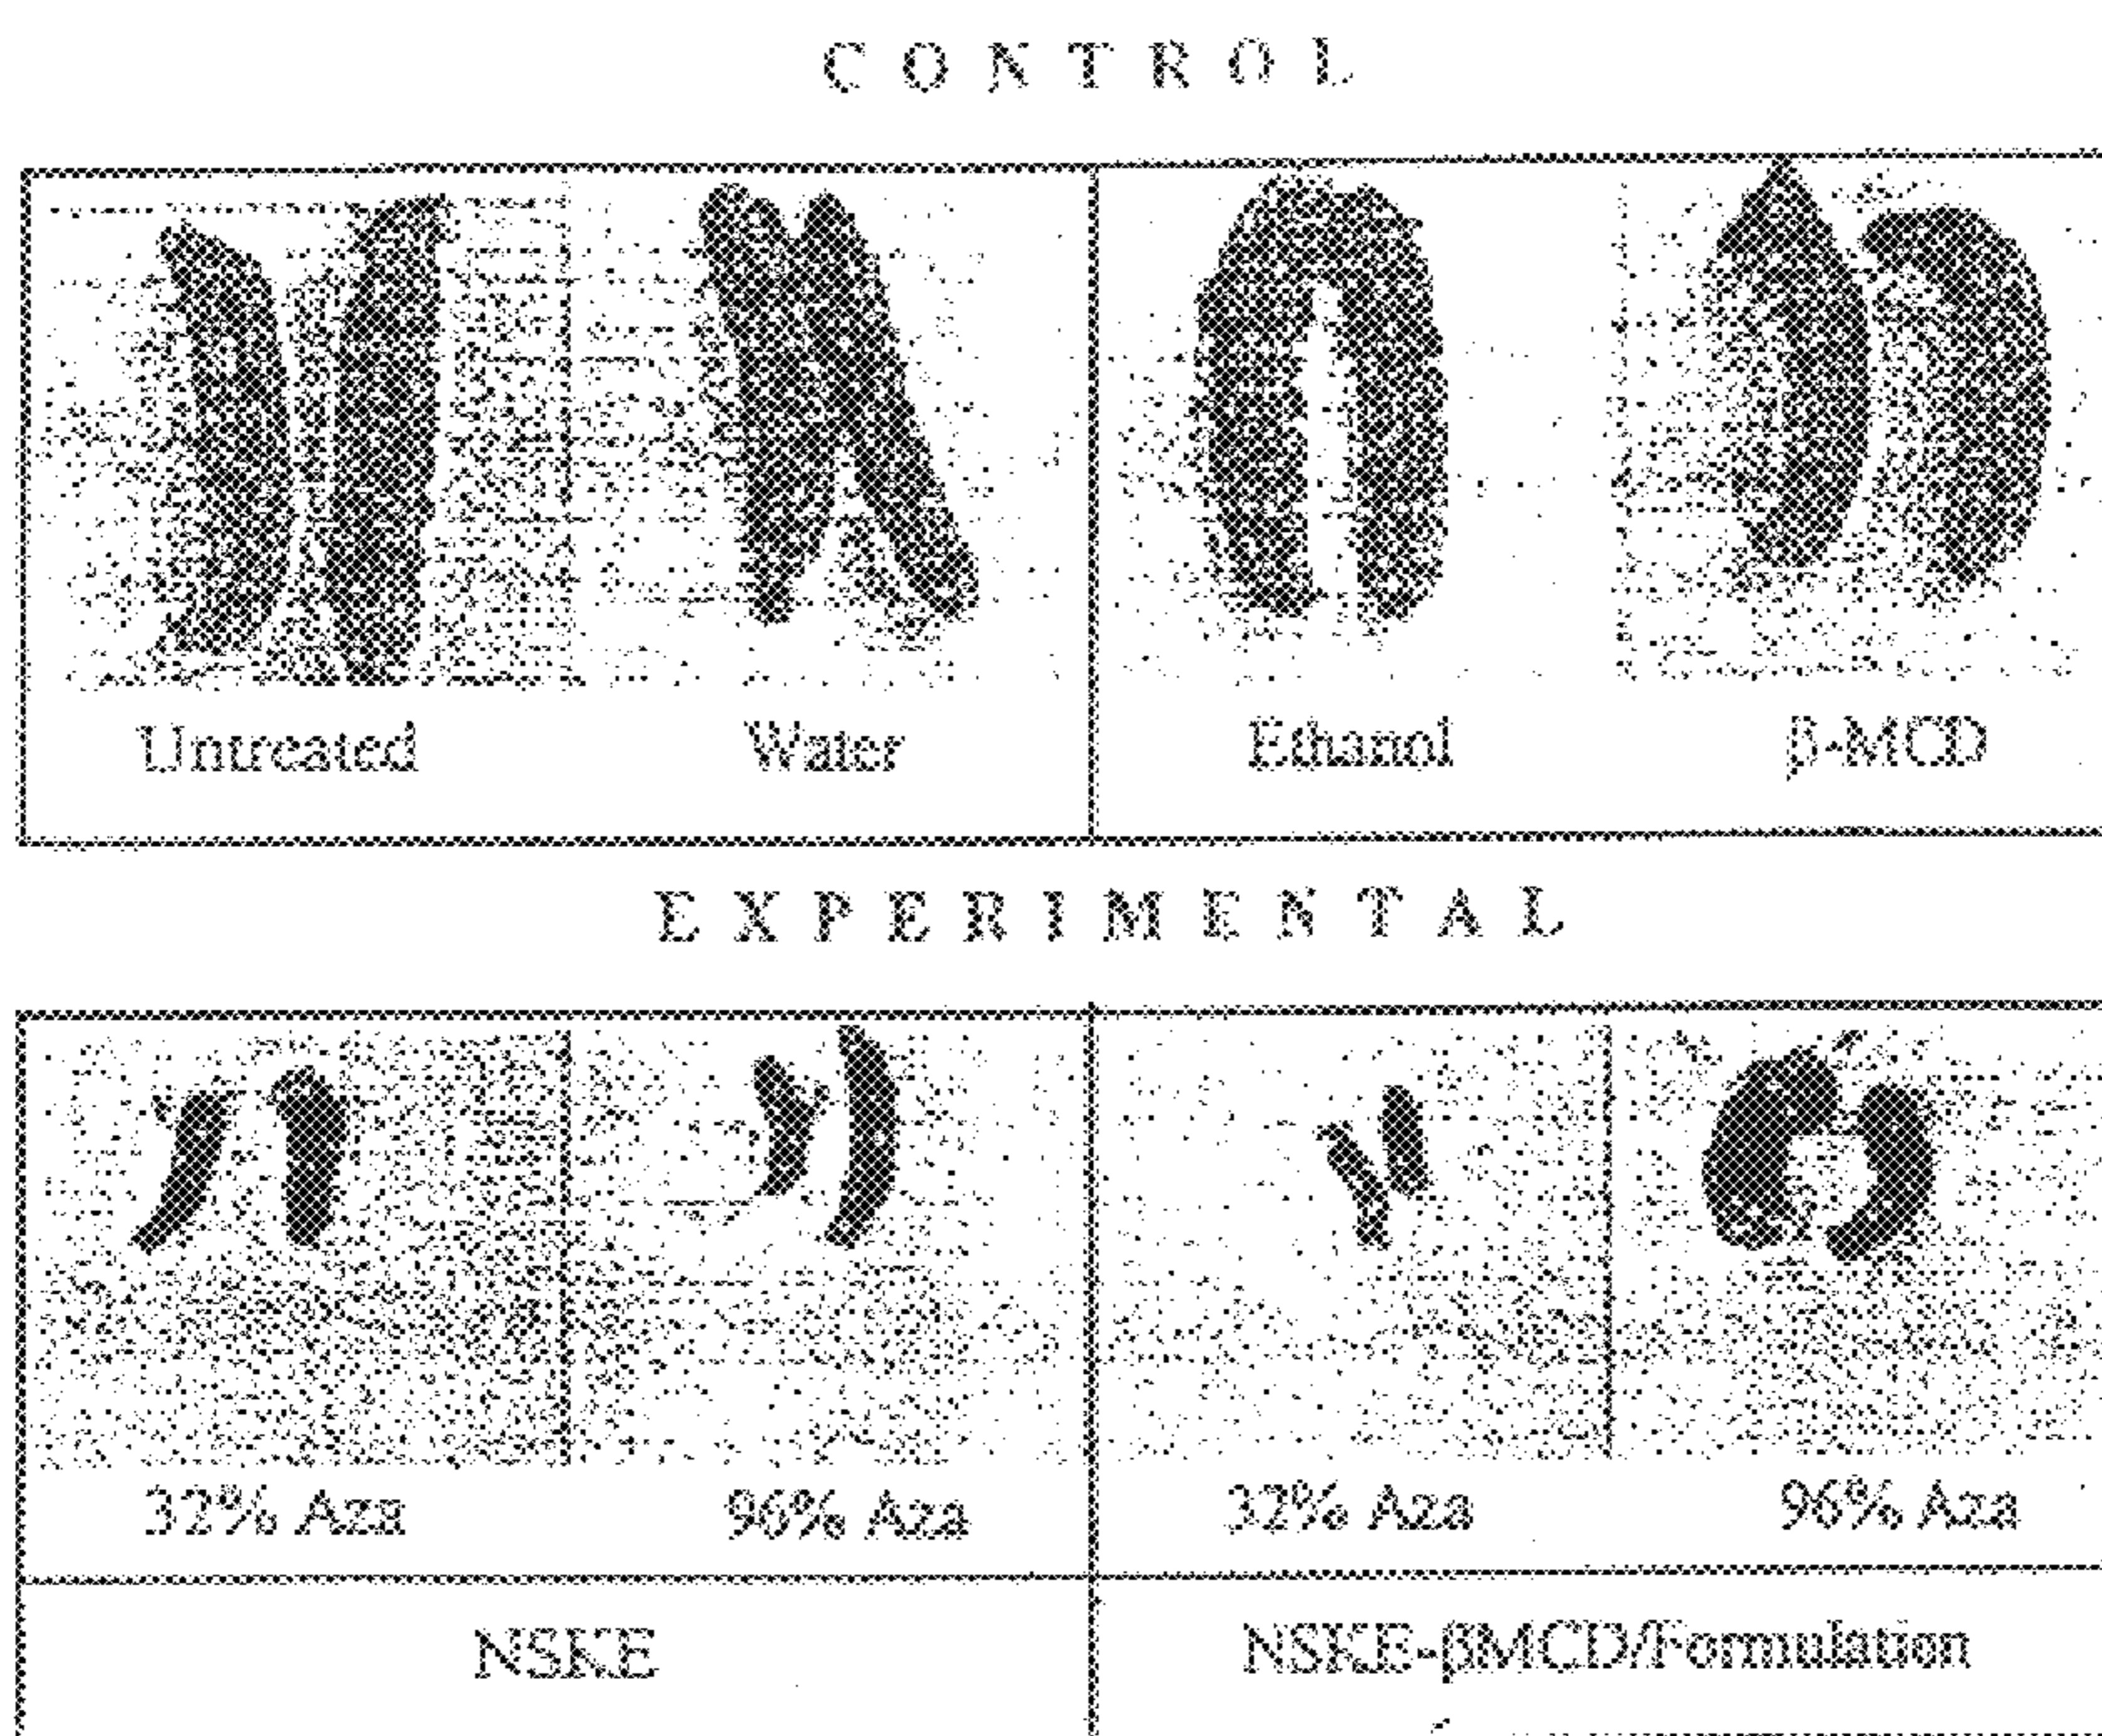 CONTROL
Untreated Water Ethanol β-MCD
EXPERIMENTAL
32% Aza 96% Aza 32% Aza 96% Aza
NSKE NSKE-βMCD/Formulation